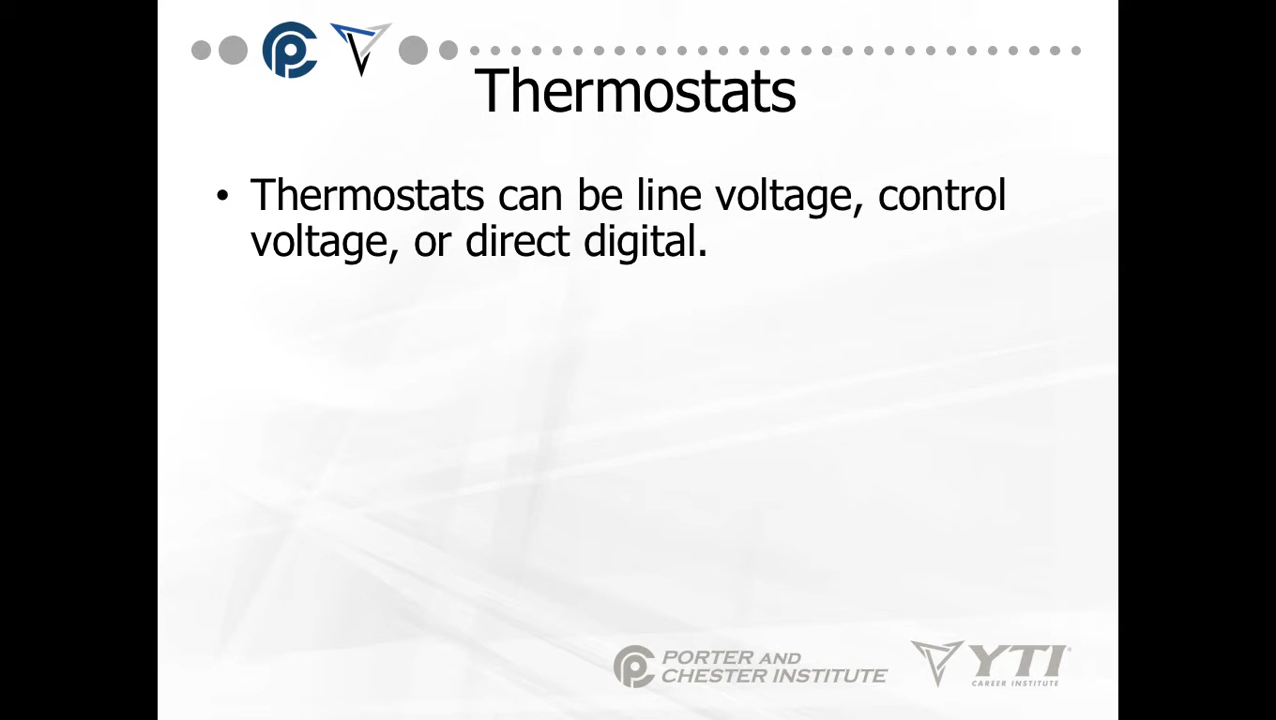 Thermostats
• Thermostats can be line voltage, control
voltage, or direct digital.
PORTER AND
CHESTER INSTITUTE
YTI
CAREER INSTITUTE